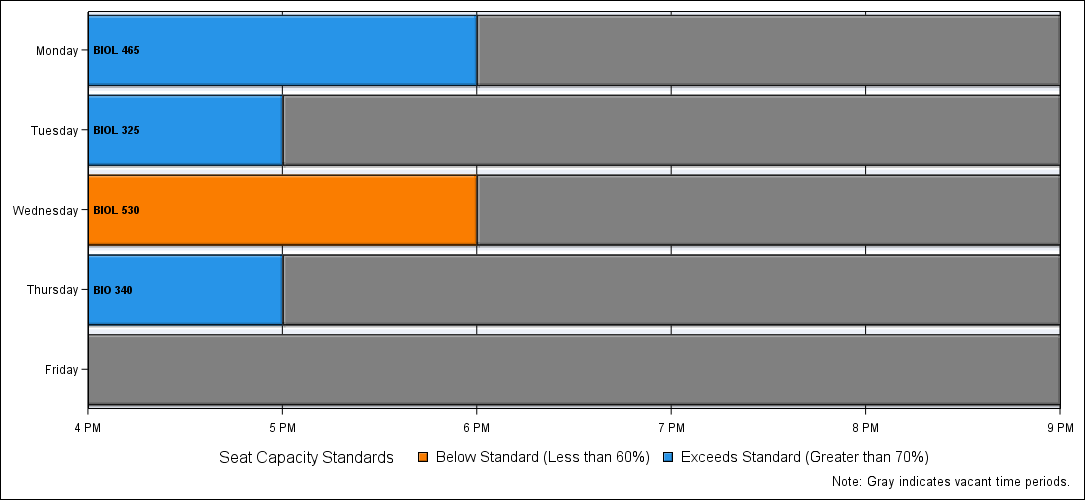 Monday
BIOL 465
Tuesday
BIOL 325
Wednesday
BIOL 530
Thursday
BIO 340
Friday
4 PM 5 PM 6 PM 7 PM 8 PM 9 PM
Seat Capacity Standards Below Standard (Less than 60%) Exceeds Standard (Greater than 70%)
Note: Gray indicates vacant time periods.